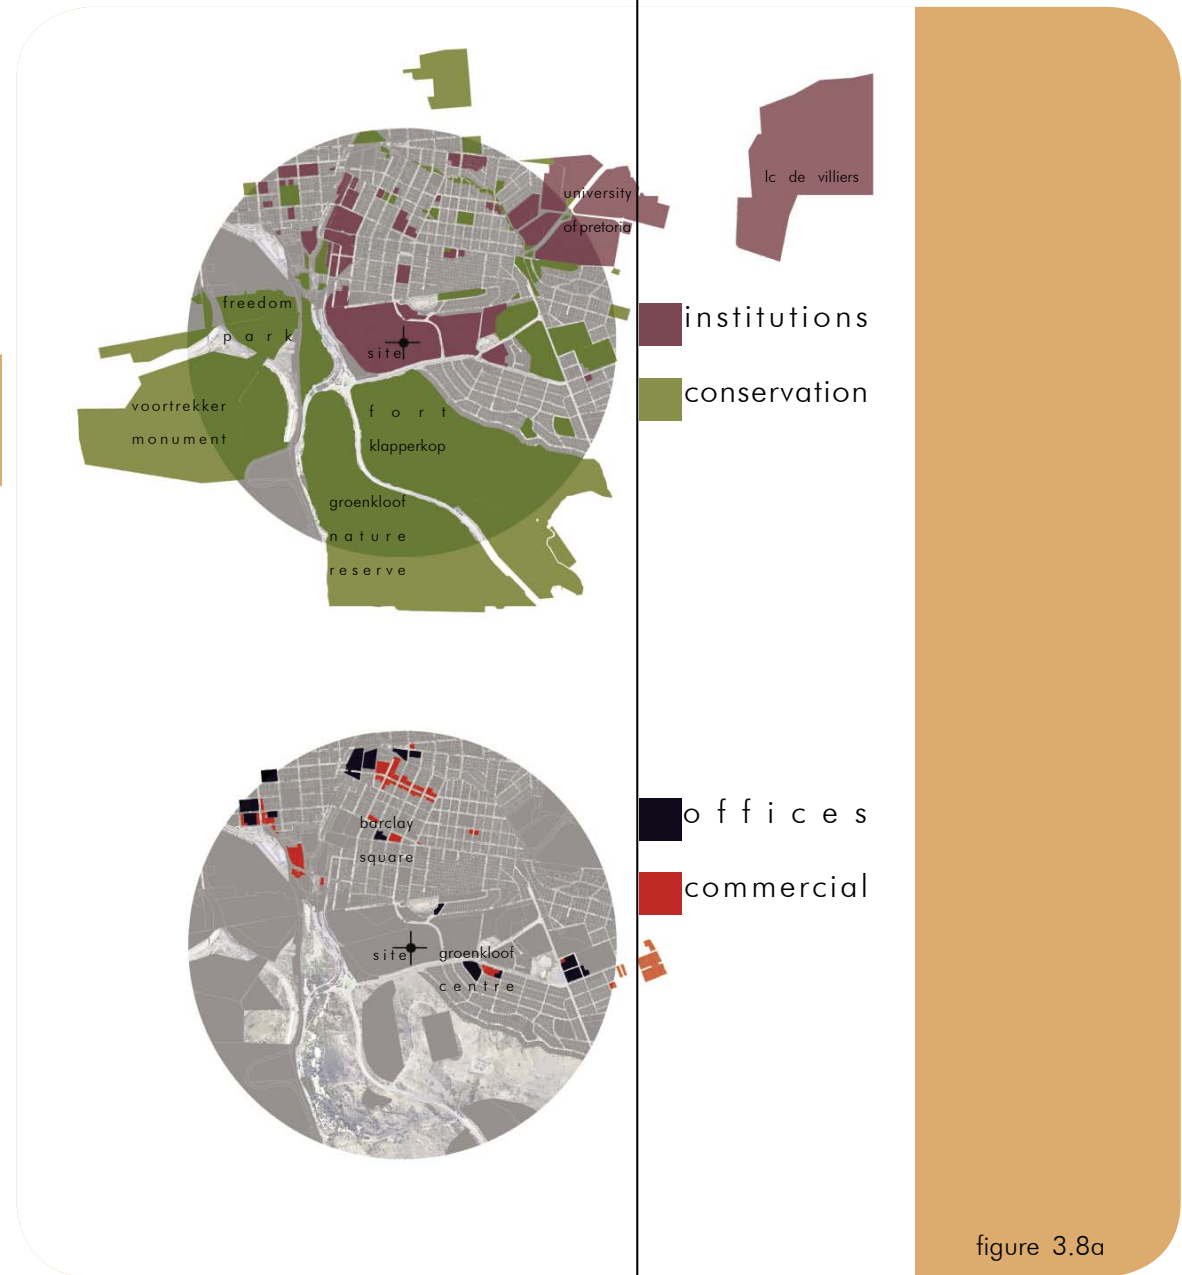 lc de villiers
university
of pretoria
freedom
park
institutions
site
conservation
voortrekker
monument
fort
klapperkop
groenkloof
nature
reserve
offices
barclay
square
commercial
site
groenkloof
centre
figure 3.8a